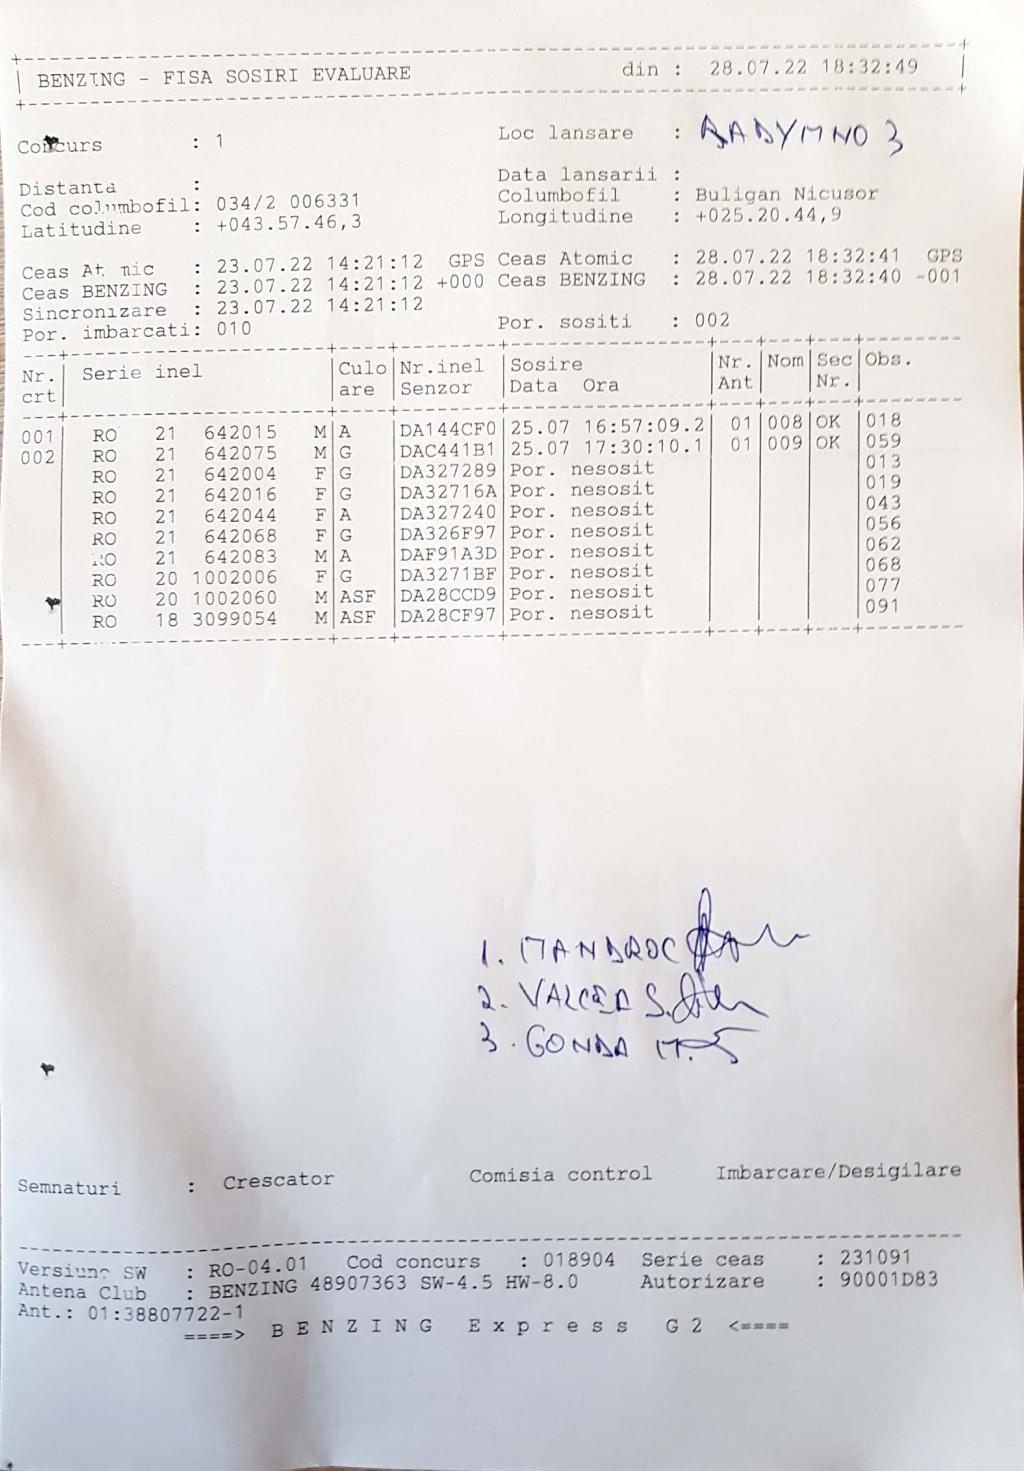 BENZING - FISA SOSIRI EVALUARE din : 28.07.22 18:32:49
Concurs : 1 Loc lansare : RADYMNO 3
Distanta : Data lansarii :
Cod columbofil: 034/2 006331 Columbofil : Buligan Nicusor
Latitudine : +043.57.46,3 Longitudine : +025.20.44,9
Ceas At nic : 23.07.22 14:21:12 GPS Ceas Atomic : 28.07.22 18:32:41 GPS
Ceas BENZING : 23.07.22 14:21:12 +000 Ceas BENZING : 28.07.22 18:32:40 -001
Sincronizare : 23.07.22 14:21:12
Por. imbarcati: 010 Por. sositi : 002
Nr. Serie inel Culo Nr.inel Sosire Nr. Nom Sec Obs.
crt are Senzor Data Ora Ant Nr.
001 RO 21 642015 M A DA144CF0 25.07 16:57:09.2 01 008 OK 018
002 RO 21 642075 M G DAC441B1 25.07 17:30:10.1 01 009 OK 059
RO 21 642004 F G DA327289 Por. nesosit 013
RO 21 642016 F G DA32716A Por. nesosit 019
RO 21 642044 F A DA327240 Por. nesosit 043
RO 21 642068 F G DA326F97 Por. nesosit 056
RO 21 642083 M A DAF91A3D Por. nesosit 062
RO 20 1002006 F G DA3271BF Por. nesosit 068
RO 20 1002060 M ASF DA28CCD9 Por. nesosit 077
RO 18 3099054 M ASF DA28CF97 Por. nesosit 091
1. MANDROC
2. VALCEA S.
3. GONDA M.
Semnaturi : Crescator Comisia control Imbarcare/Desigilare
Versiune SW : RO-04.01 Cod concurs : 018904 Serie ceas : 231091
Antena Club : BENZING 48907363 SW-4.5 HW-8.0 Autorizare : 90001D83
Ant.: 01:38807722-1
====> B E N Z I N G E x p r e s s G 2 <====